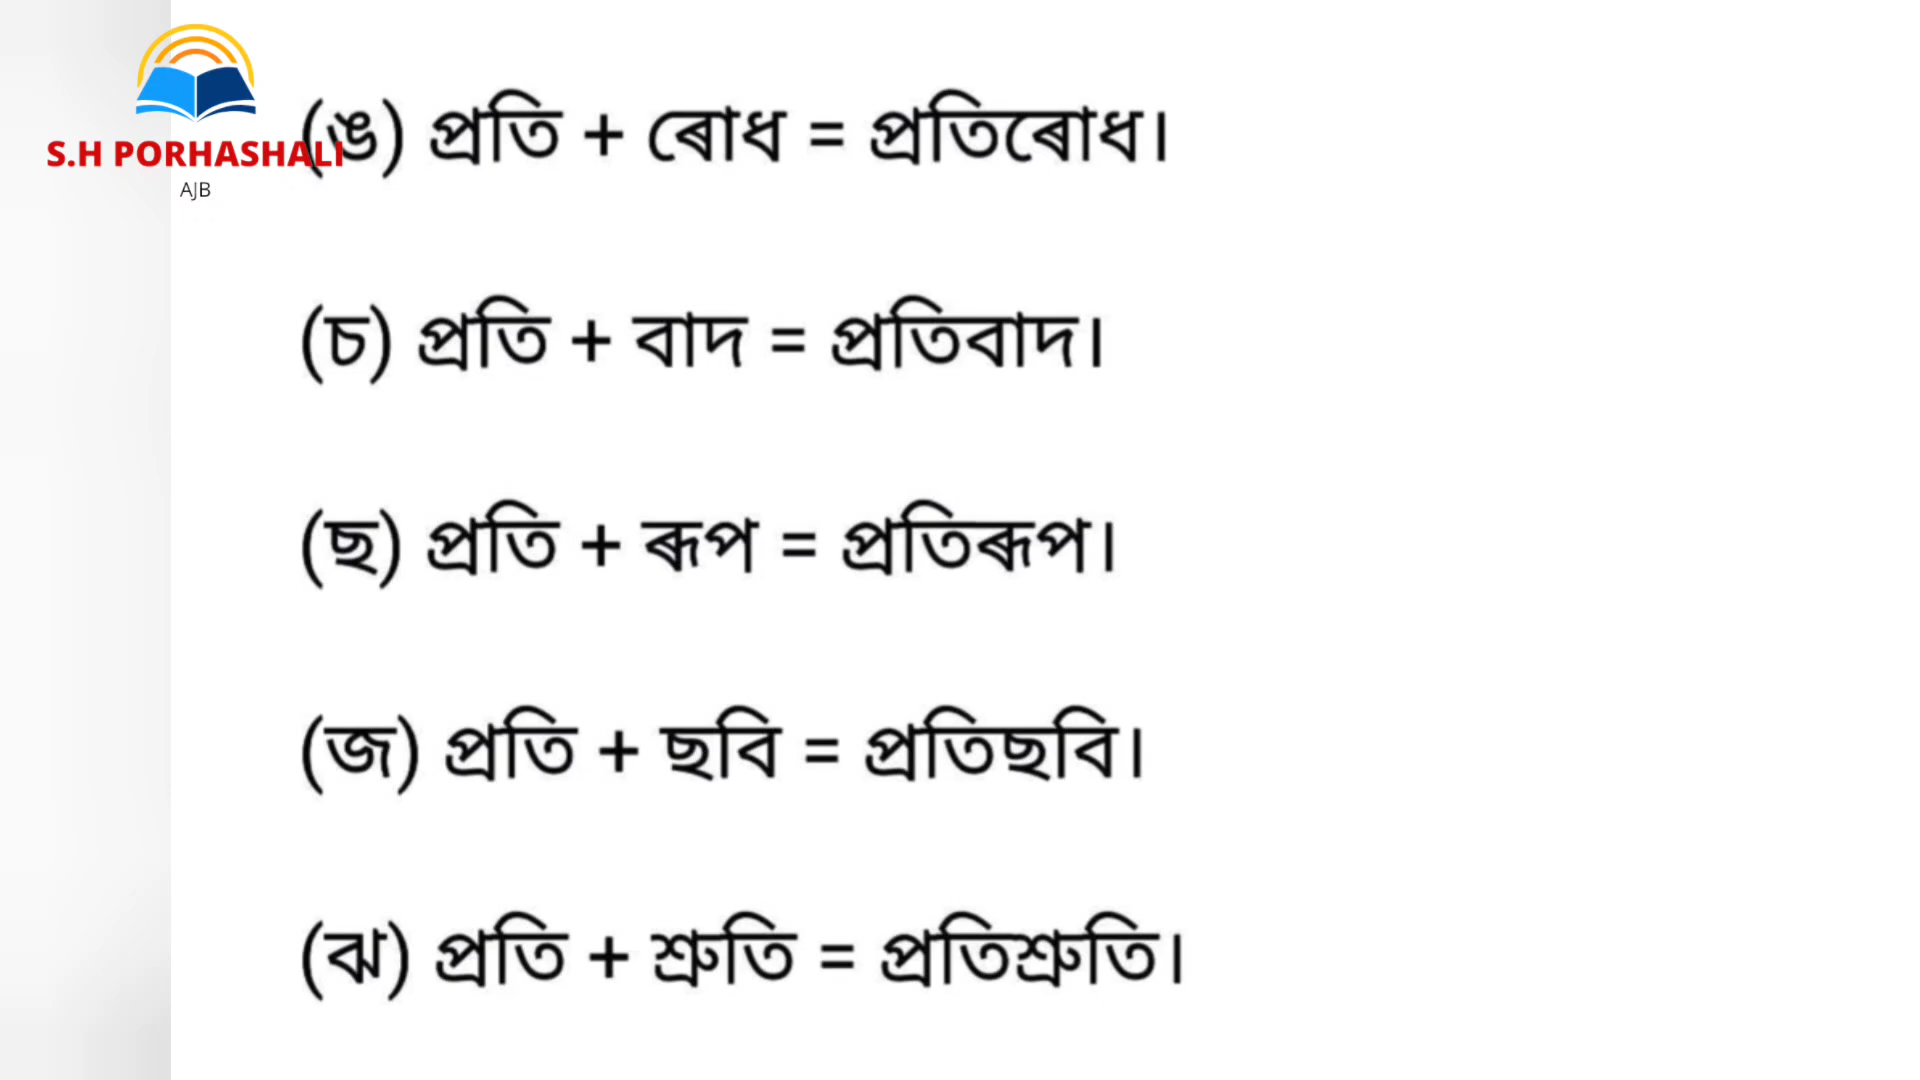 S.H PORHASHALI
AJB
(ঙ) প্ৰতি + ৰোধ = প্ৰতিৰোধ।
(চ) প্ৰতি + বাদ = প্ৰতিবাদ।
(ছ) প্ৰতি + ৰূপ = প্ৰতিৰূপ।
(জ) প্ৰতি + ছবি = প্ৰতিছবি।
(ঝ) প্ৰতি + শ্ৰুতি = প্ৰতিশ্ৰুতি।